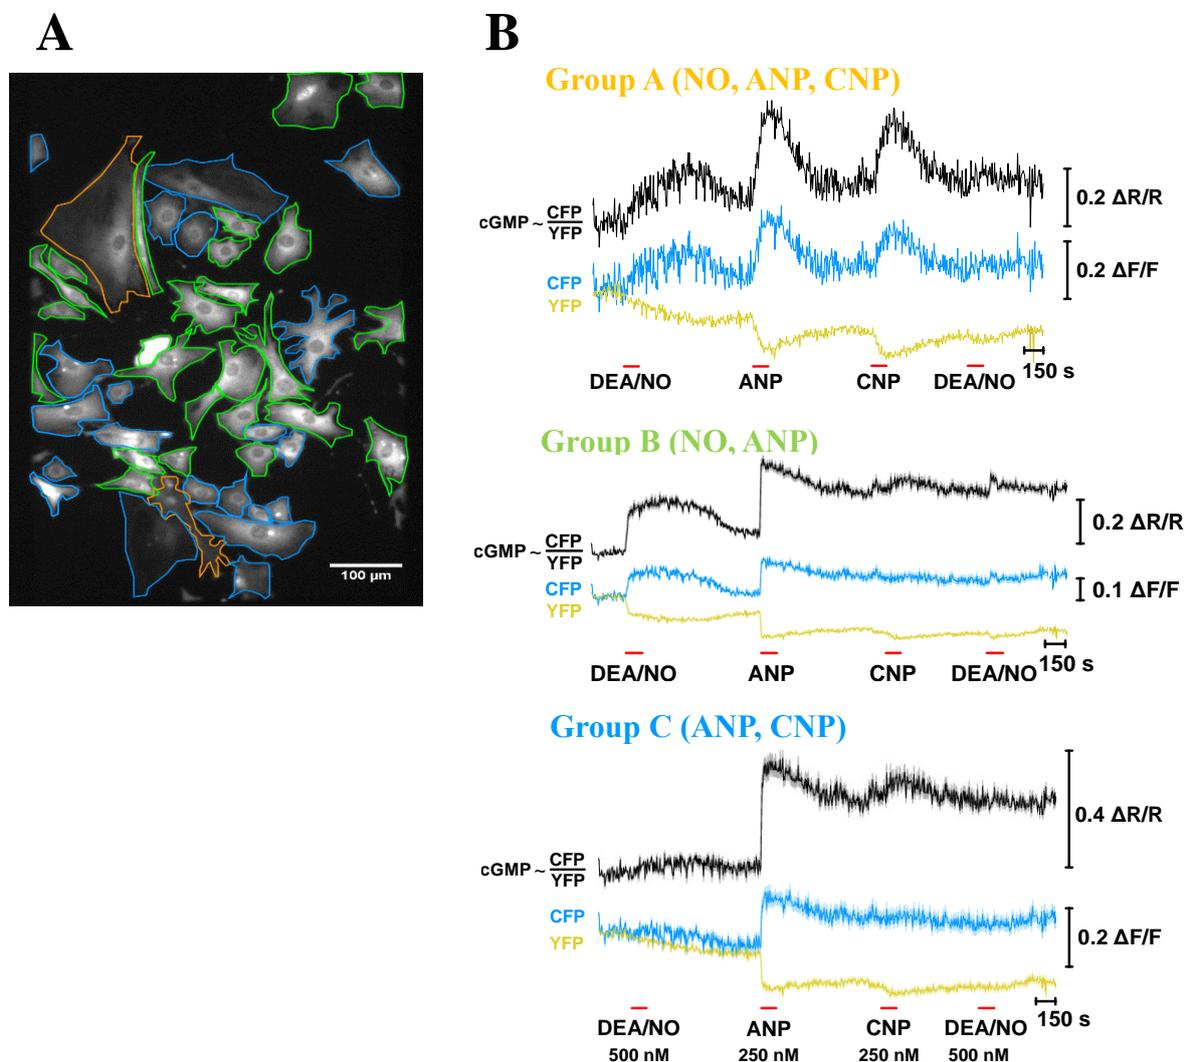 A
B
Group A (NO, ANP, CNP)
0.2 ΔR/R
cGMP ~ CFP
YFP
0.2 ΔF/F
CFP
YFP
150 s
DEA/NO ANP CNP DEA/NO
Group B (NO, ANP)
0.2 ΔR/R
cGMP ~ CFP
YFP
CFP
0.1 ΔF/F
YFP
150 s
DEA/NO ANP CNP DEA/NO
100 µm
Group C (ANP, CNP)
0.4 ΔR/R
cGMP ~ CFP
YFP
CFP
0.2 ΔF/F
YFP
150 s
DEA/NO ANP CNP DEA/NO
500 nM 250 nM 250 nM 500 nM